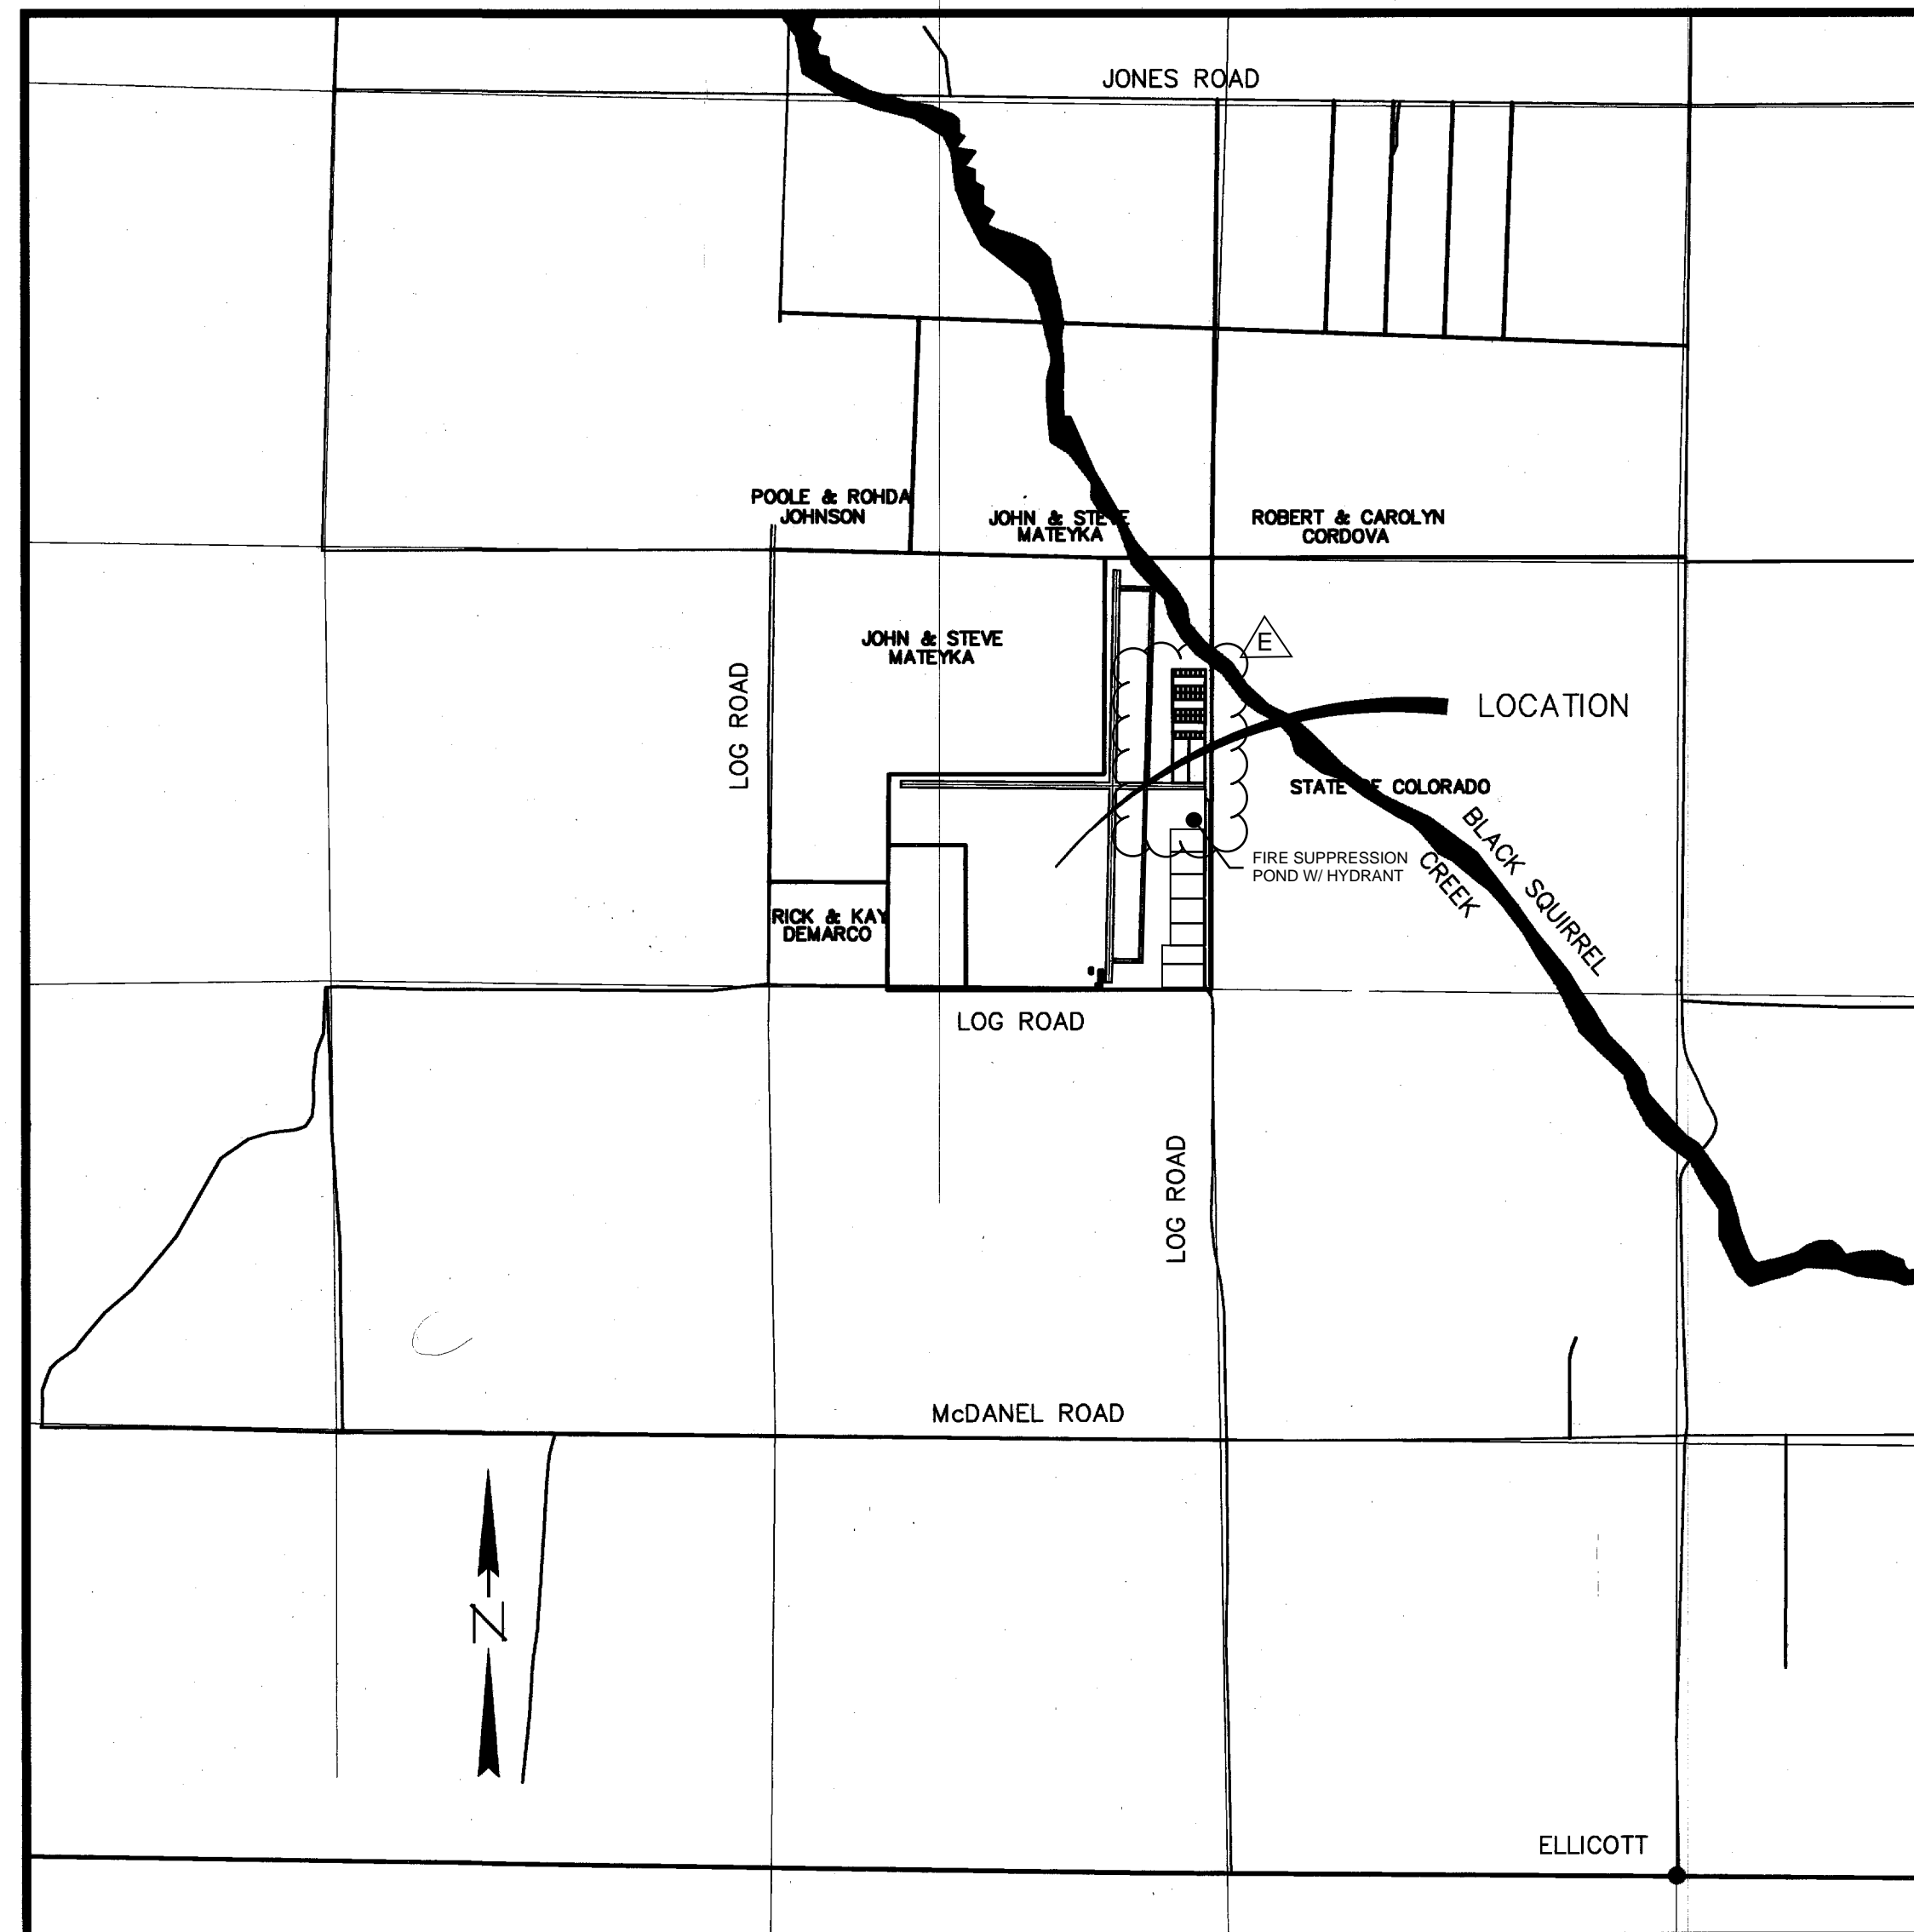 JONES ROAD
POOLE & ROHDA
JOHNSON
JOHN & STEVE
MATEYKA
ROBERT & CAROLYN
CORDOVA
JOHN & STEVE
MATEYKA
E
LOG ROAD
LOCATION
STATE OF COLORADO
BLACK SQUIRREL
CREEK
FIRE SUPPRESSION
POND W/ HYDRANT
RICK & KAY
DEMARCO
LOG ROAD
LOG ROAD
McDANEL ROAD
N
ELLICOTT